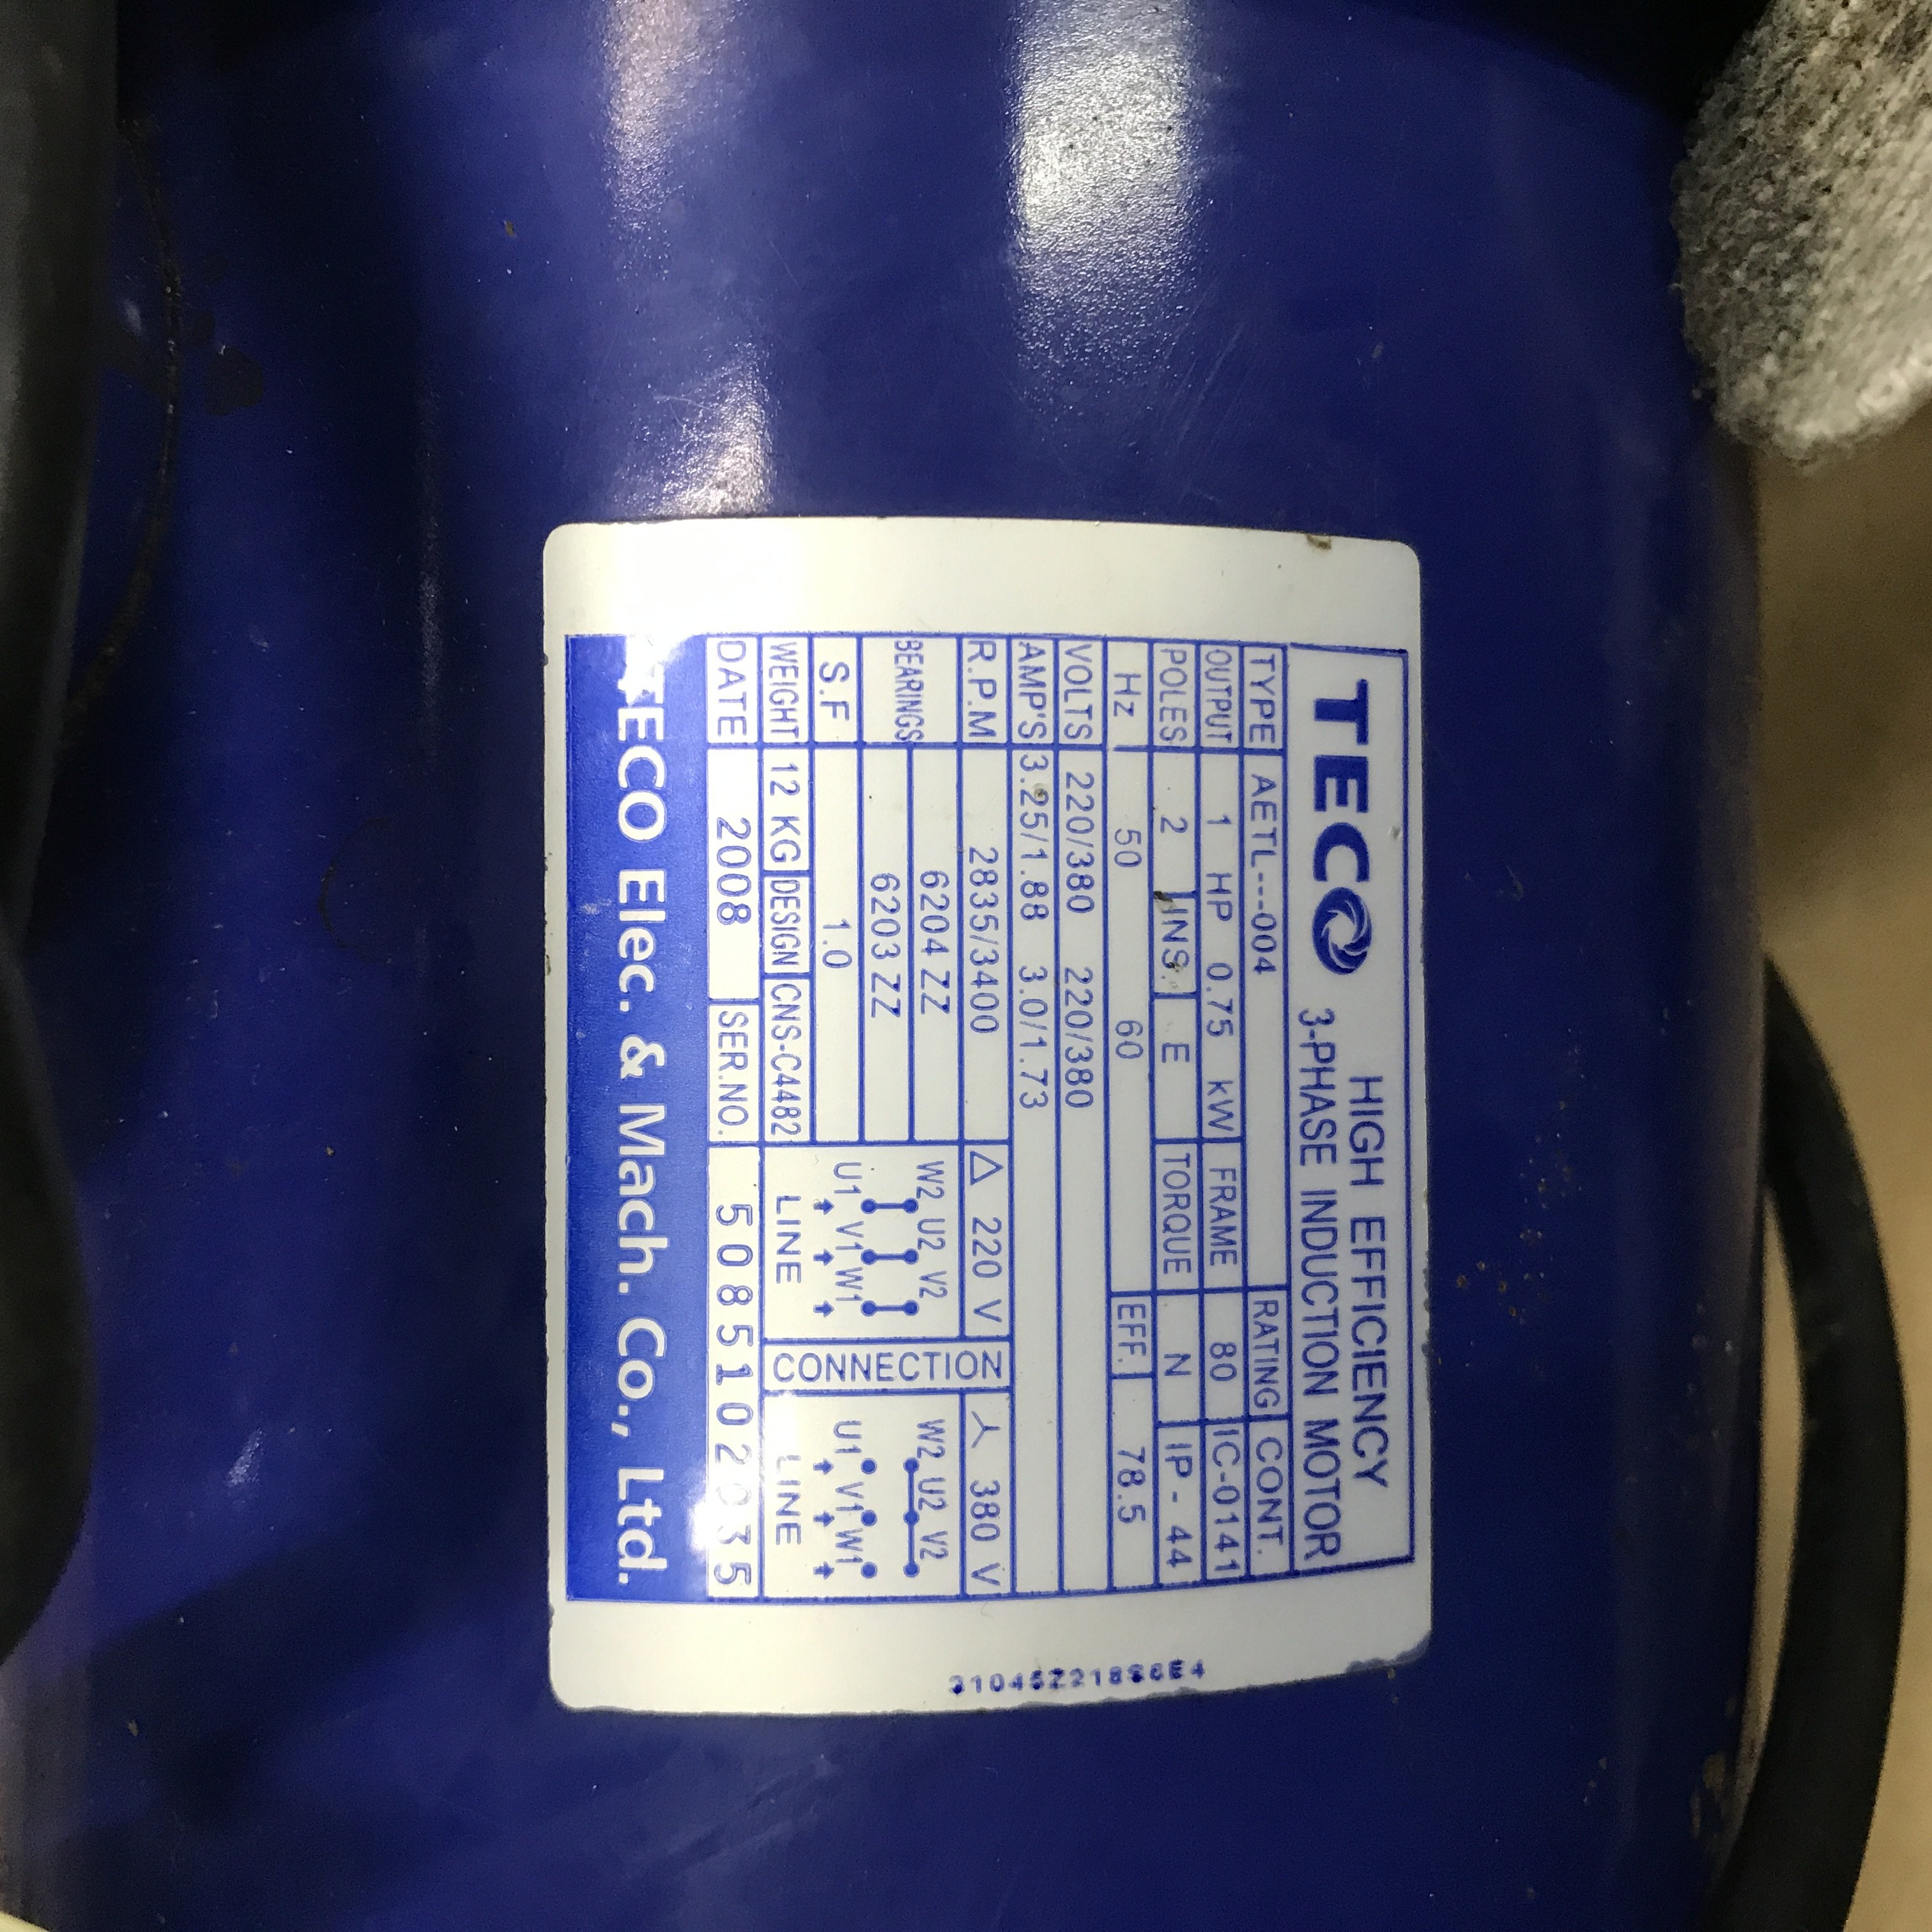 TECO HIGH EFFICIENCY
3-PHASE INDUCTION MOTOR
TYPE AETL---004 RATING CONT.
OUTPUT 1 HP 0.75 kW FRAME 80 IC-0141
POLES 2 INS. E TORQUE N IP-44
Hz 50 60 EFF. 78.5
VOLTS 220/380 220/380
AMP'S 3.25/1.88 3.0/1.73
R.P.M 2835/3400 △ 220 V 人 380 V
BEARINGS 6204 ZZ
6203 ZZ
S.F 1.0
WEIGHT 12 KG DESIGN CNS-C4482
W2 U2 V2
U1 V1 W1
LINE
CONNECTION
W2 U2 V2
U1 V1 W1
LINE
DATE 2008 SER.NO.
TECO Elec. & Mach. Co., Ltd.